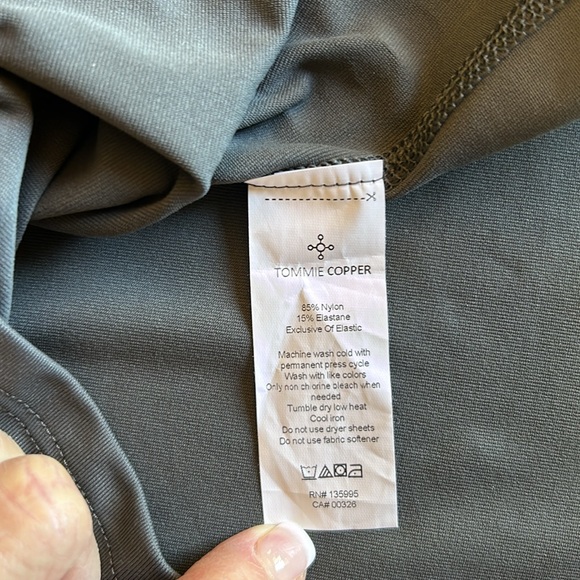 TOMMIE COPPER
85% Nylon
15% Elastane
Exclusive Of Elastic
Machine wash cold with
permanent press cycle
Wash with like colors
Only non chlorine bleach when
needed
Tumble dry low heat
Cool iron
Do not use dryer sheets
Do not use fabric softener
RN# 135995
CA# 00326